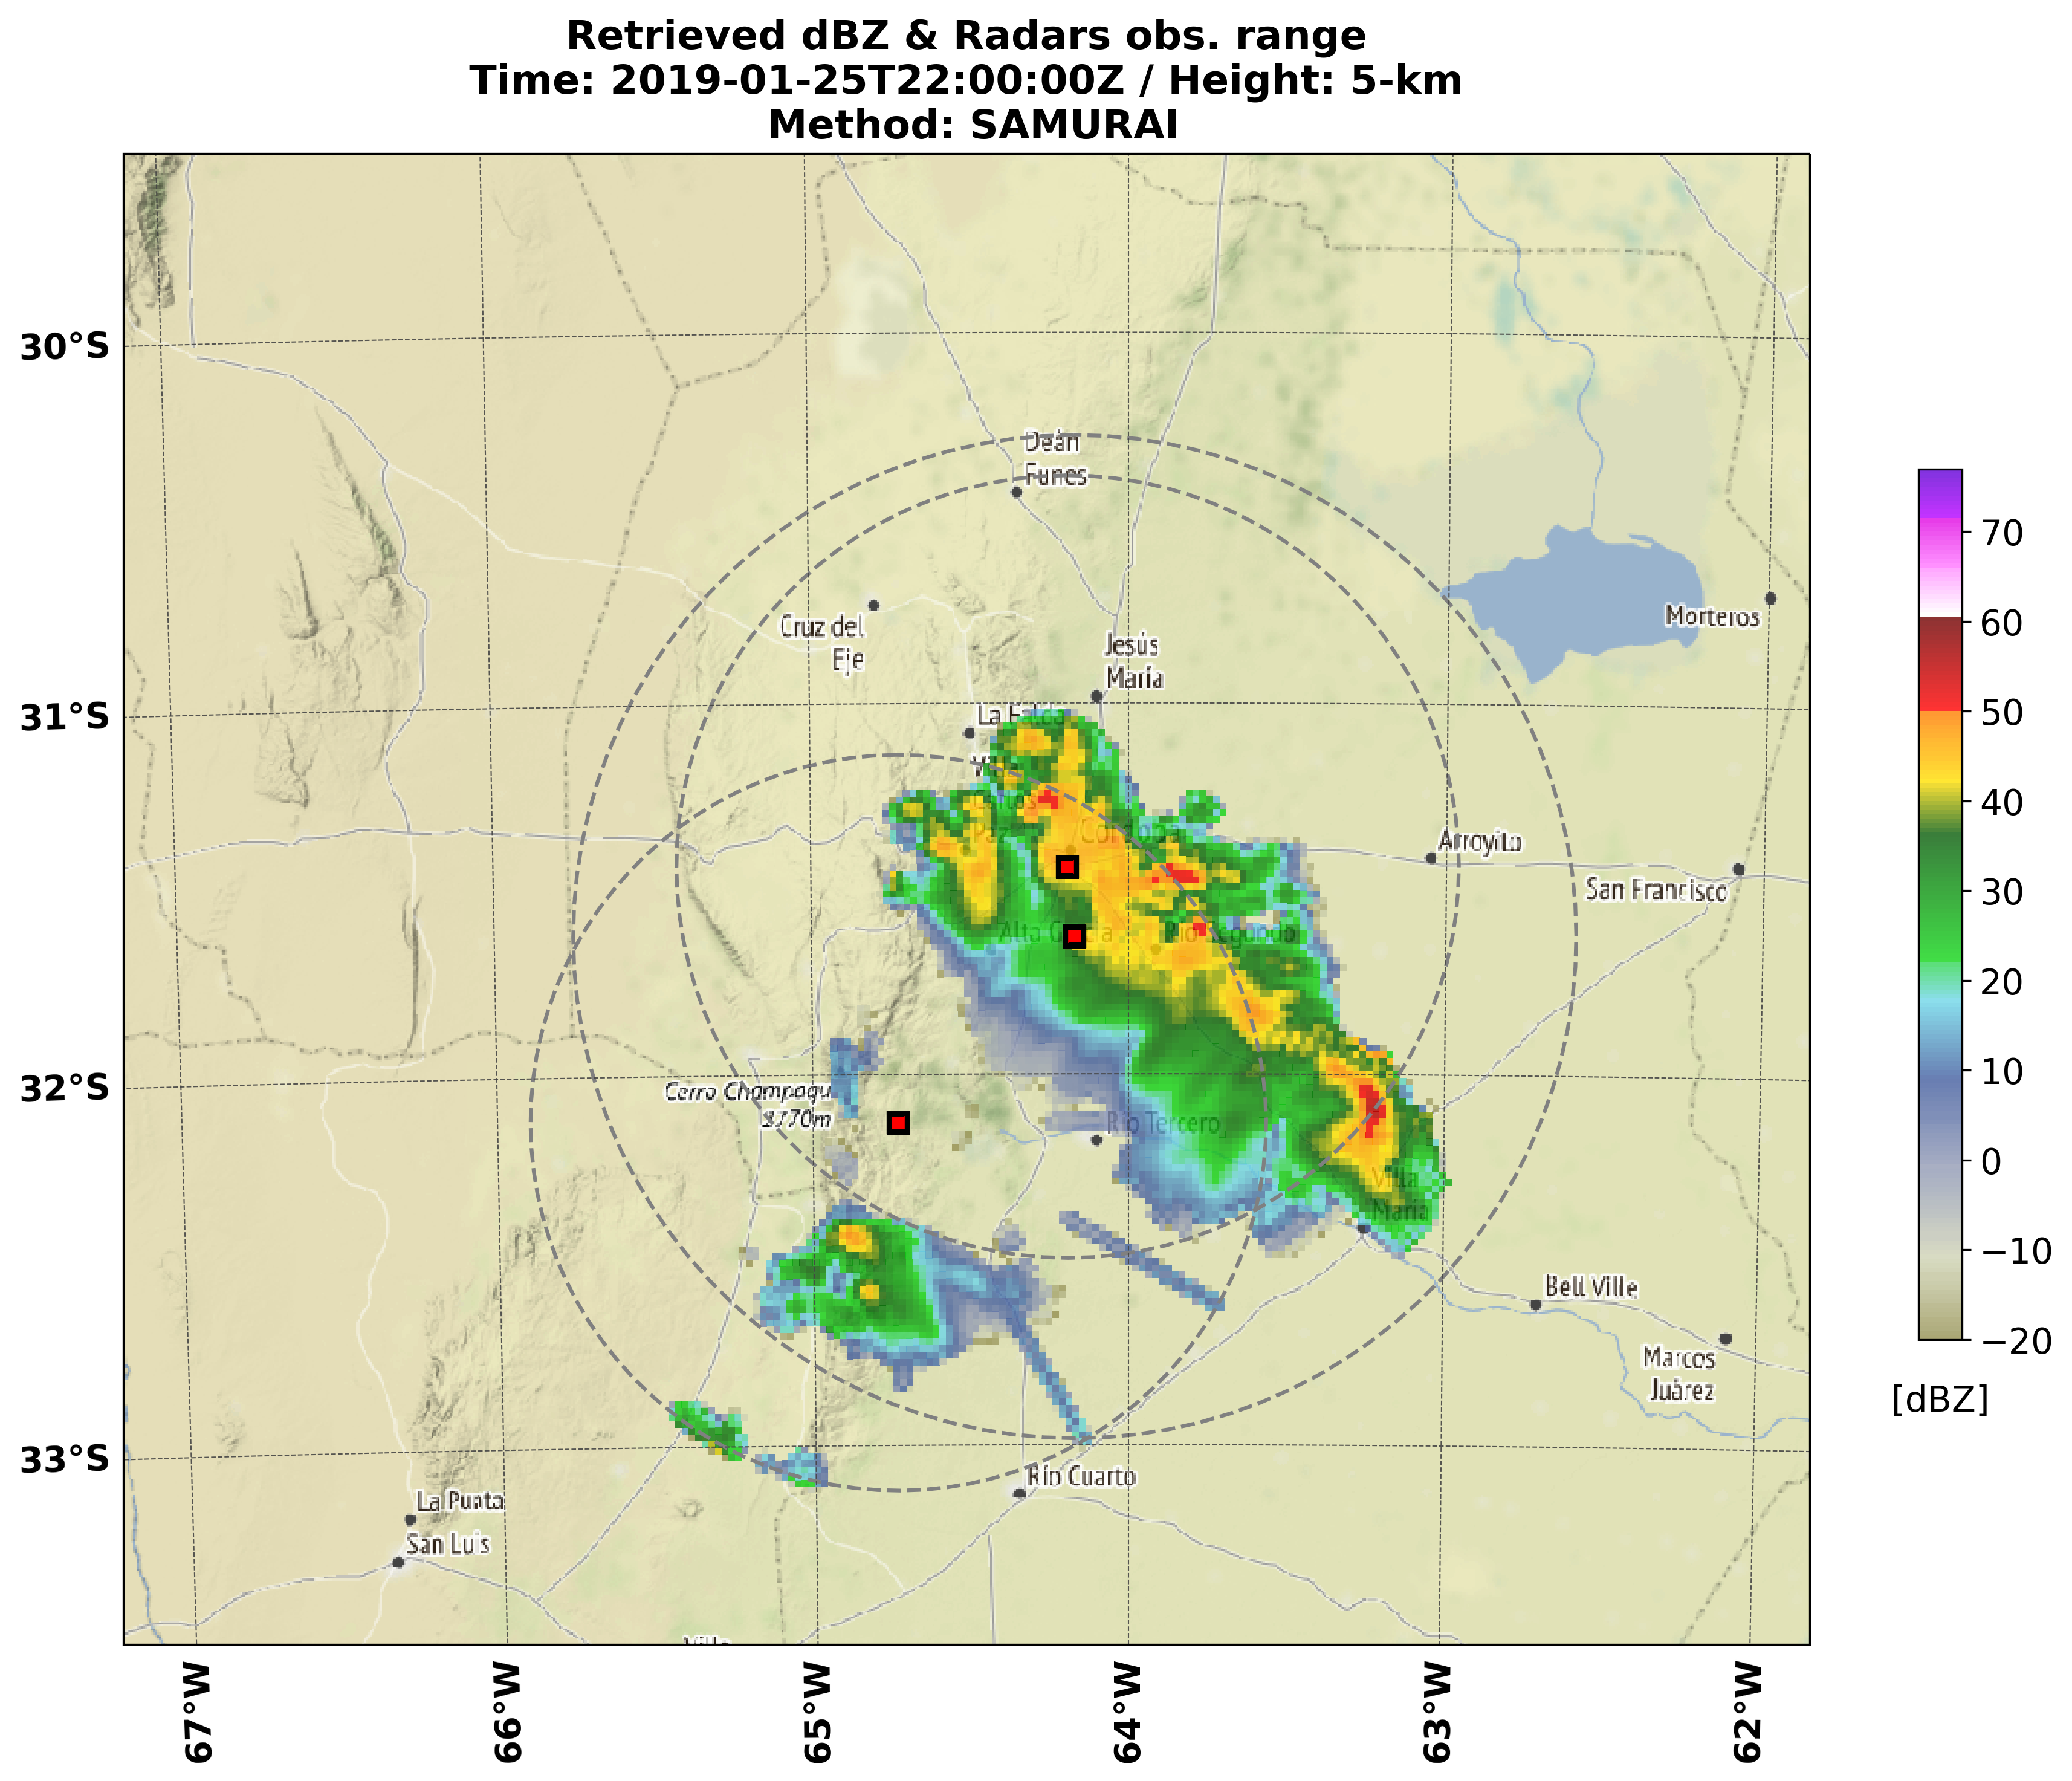 Retrieved dBZ & Radars obs. range
Time: 2019-01-25T22:00:00Z / Height: 5-km
Method: SAMURAI
30°S
31°S
32°S
33°S
67°W
66°W
65°W
64°W
63°W
62°W
Deán
Funes
Cruz del
Eje
Jesús
María
Morteros
La Falda
Córdoba
Arroyito
San Francisco
Alta
Río Segundo
Cerro Champaqu
Río Tercero
Villa
María
Bell Ville
Marcos
Juárez
Río Cuarto
La Punta
San Luis
70
60
50
40
30
20
10
0
−10
−20
[dBZ]